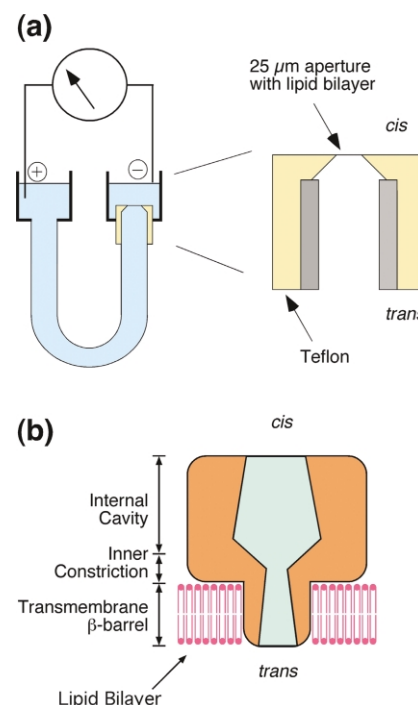 (a)
25 µm aperture
with lipid bilayer
cis
+
−
trans
Teflon
(b)
cis
Internal
Cavity
Inner
Constriction
Transmembrane
β-barrel
trans
Lipid Bilayer